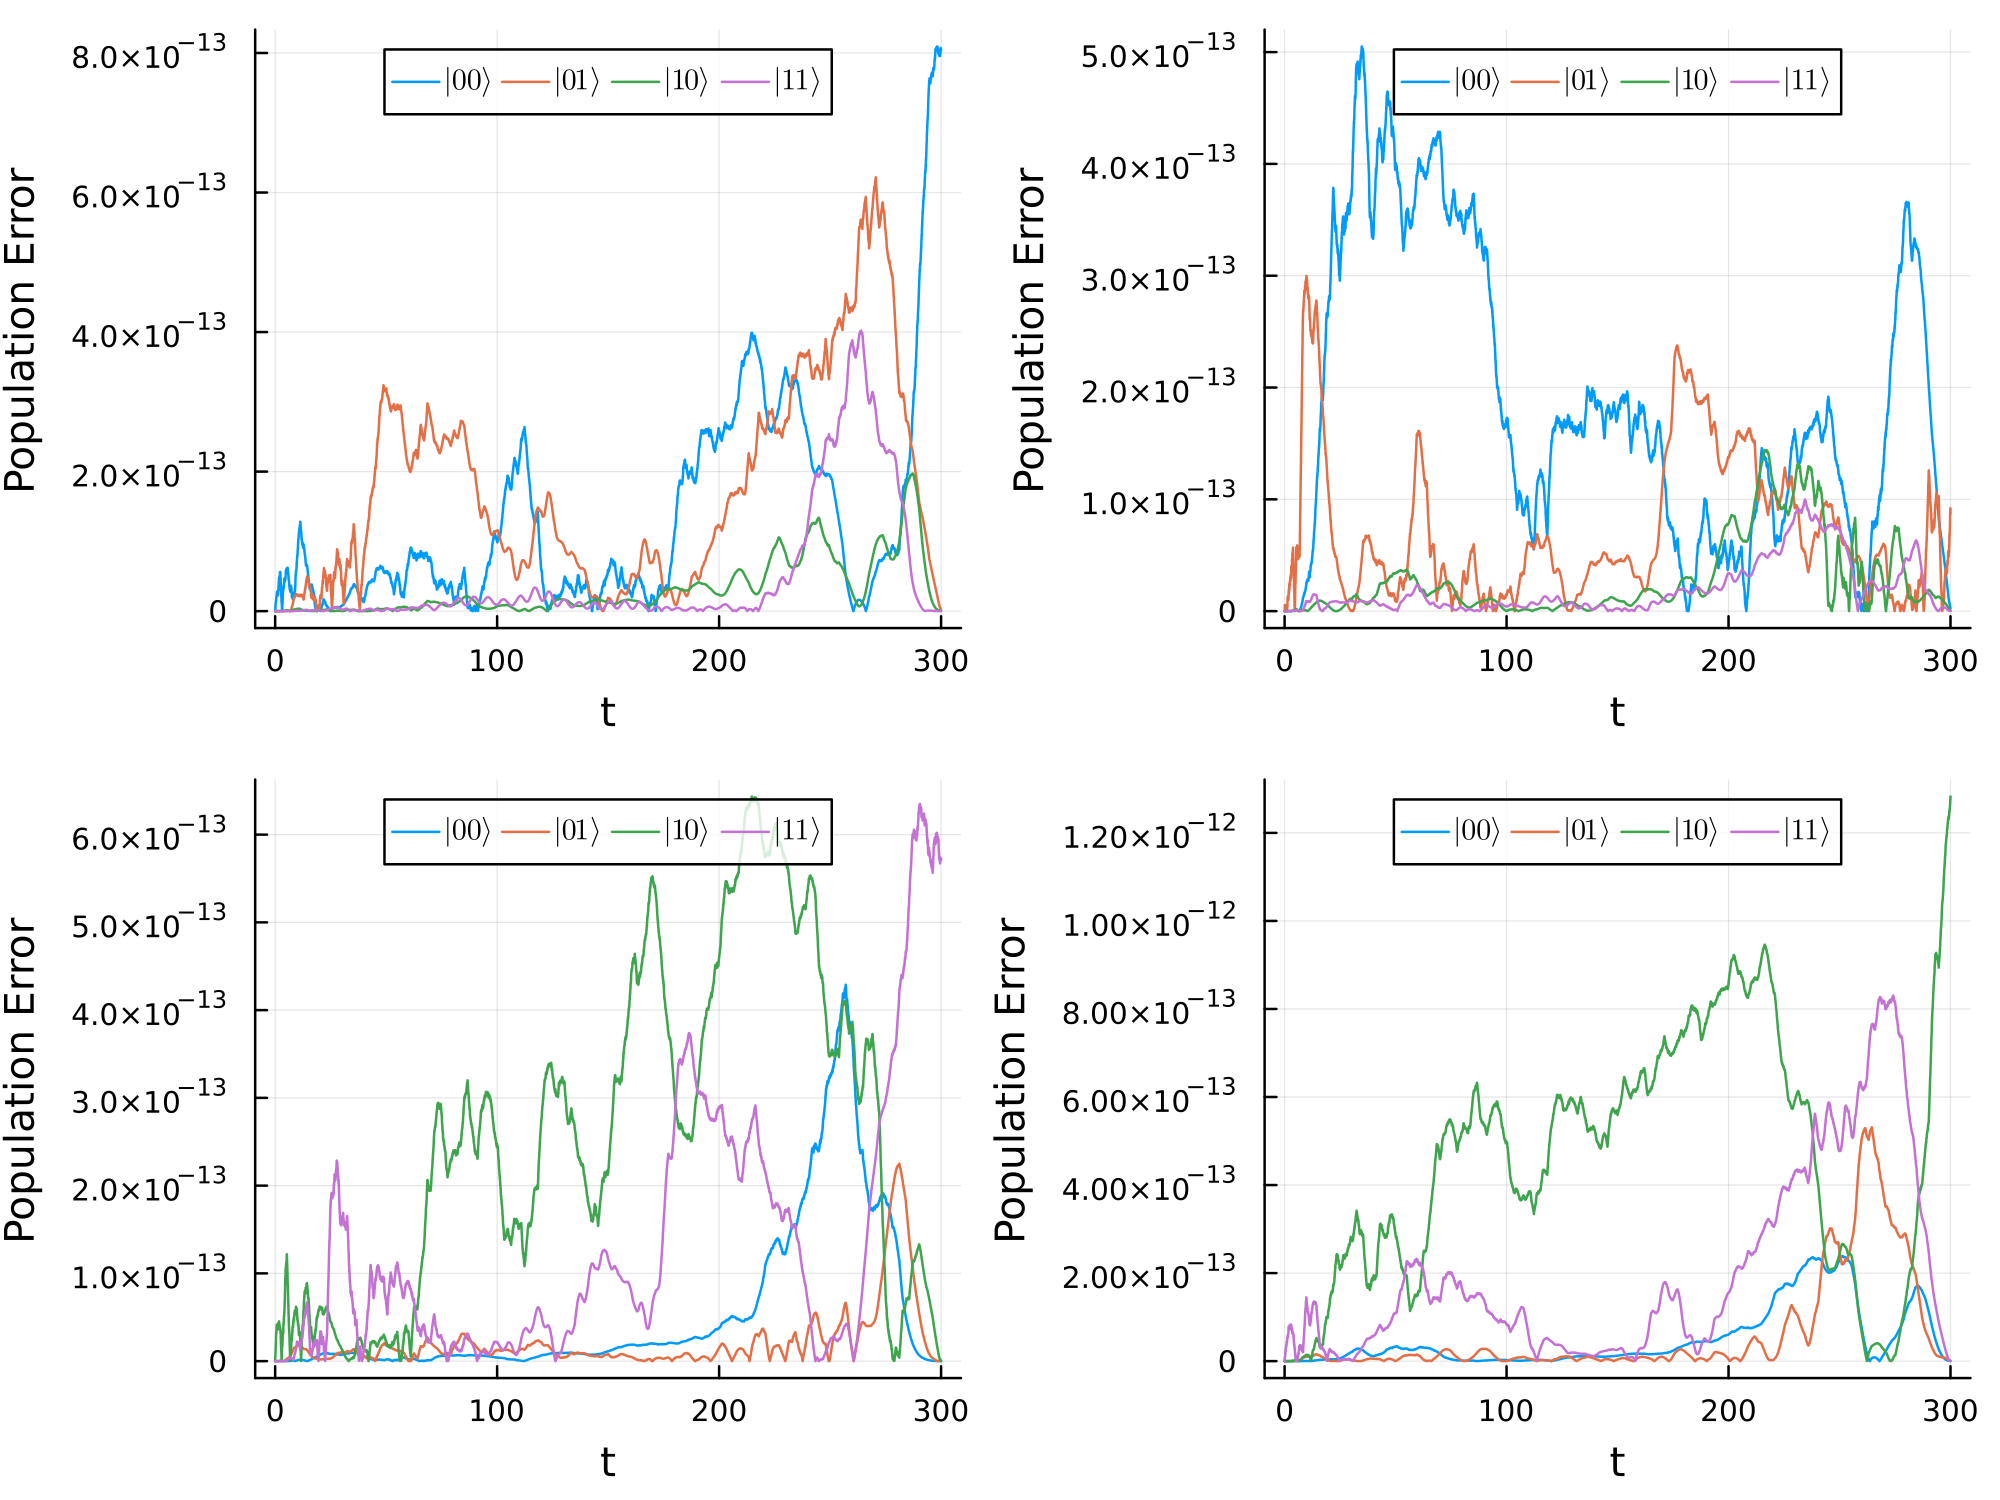 Population Error
8.0×10⁻¹³
6.0×10⁻¹³
4.0×10⁻¹³
2.0×10⁻¹³
0
|00⟩ |01⟩ |10⟩ |11⟩
0 100 200 300
t
Population Error
5.0×10⁻¹³
4.0×10⁻¹³
3.0×10⁻¹³
2.0×10⁻¹³
1.0×10⁻¹³
0
|00⟩ |01⟩ |10⟩ |11⟩
0 100 200 300
t
Population Error
6.0×10⁻¹³
5.0×10⁻¹³
4.0×10⁻¹³
3.0×10⁻¹³
2.0×10⁻¹³
1.0×10⁻¹³
0
|00⟩ |01⟩ |10⟩ |11⟩
0 100 200 300
t
Population Error
1.20×10⁻¹²
1.00×10⁻¹²
8.00×10⁻¹³
6.00×10⁻¹³
4.00×10⁻¹³
2.00×10⁻¹³
0
|00⟩ |01⟩ |10⟩ |11⟩
0 100 200 300
t